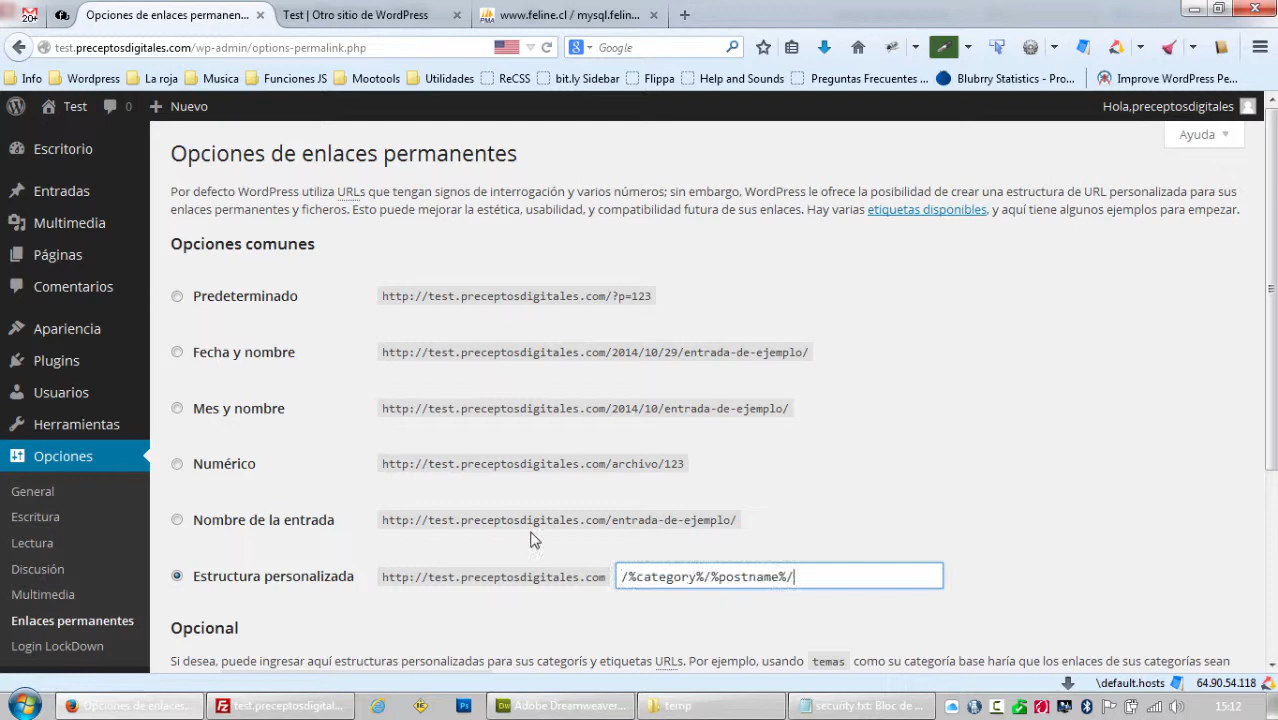 20+
Opciones de enlaces permanen...
Test | Otro sitio de WordPress
PMA
www.feline.cl / mysql.felin...
test.preceptosdigitales.com/wp-admin/options-permalink.php
Google
Info
Wordpress
La roja
Musica
Funciones JS
Mootools
Utilidades
ReCSS
bit.ly Sidebar
Flippa
Help and Sounds
Preguntas Frecuentes ...
Blubrry Statistics - Pro...
Improve WordPress Pe...
Test
0
Nuevo
Hola,preceptosdigitales
Ayuda
Escritorio
Entradas
Multimedia
Páginas
Comentarios
Apariencia
Plugins
Usuarios
Herramientas
Opciones
General
Escritura
Lectura
Discusión
Multimedia
Enlaces permanentes
Login LockDown
Opciones de enlaces permanentes
Por defecto WordPress utiliza URLs que tengan signos de interrogación y varios números; sin embargo, WordPress le ofrece la posibilidad de crear una estructura de URL personalizada para sus
enlaces permanentes y ficheros. Esto puede mejorar la estética, usabilidad, y compatibilidad futura de sus enlaces. Hay varias etiquetas disponibles, y aquí tiene algunos ejemplos para empezar.
Opciones comunes
Predeterminado http://test.preceptosdigitales.com/?p=123
Fecha y nombre http://test.preceptosdigitales.com/2014/10/29/entrada-de-ejemplo/
Mes y nombre http://test.preceptosdigitales.com/2014/10/entrada-de-ejemplo/
Numérico http://test.preceptosdigitales.com/archivo/123
Nombre de la entrada http://test.preceptosdigitales.com/entrada-de-ejemplo/
Estructura personalizada http://test.preceptosdigitales.com /%category%/%postname%/
Opcional
Si desea, puede ingresar aquí estructuras personalizadas para sus categorís y etiquetas URLs. Por ejemplo, usando temas como su categoría base haría que los enlaces de sus categorías sean
\default.hosts
64.90.54.118
Opciones de enlaces...
test.preceptosdigital...
Adobe Dreamweaver...
temp
security.txt: Bloc de ...
15:12